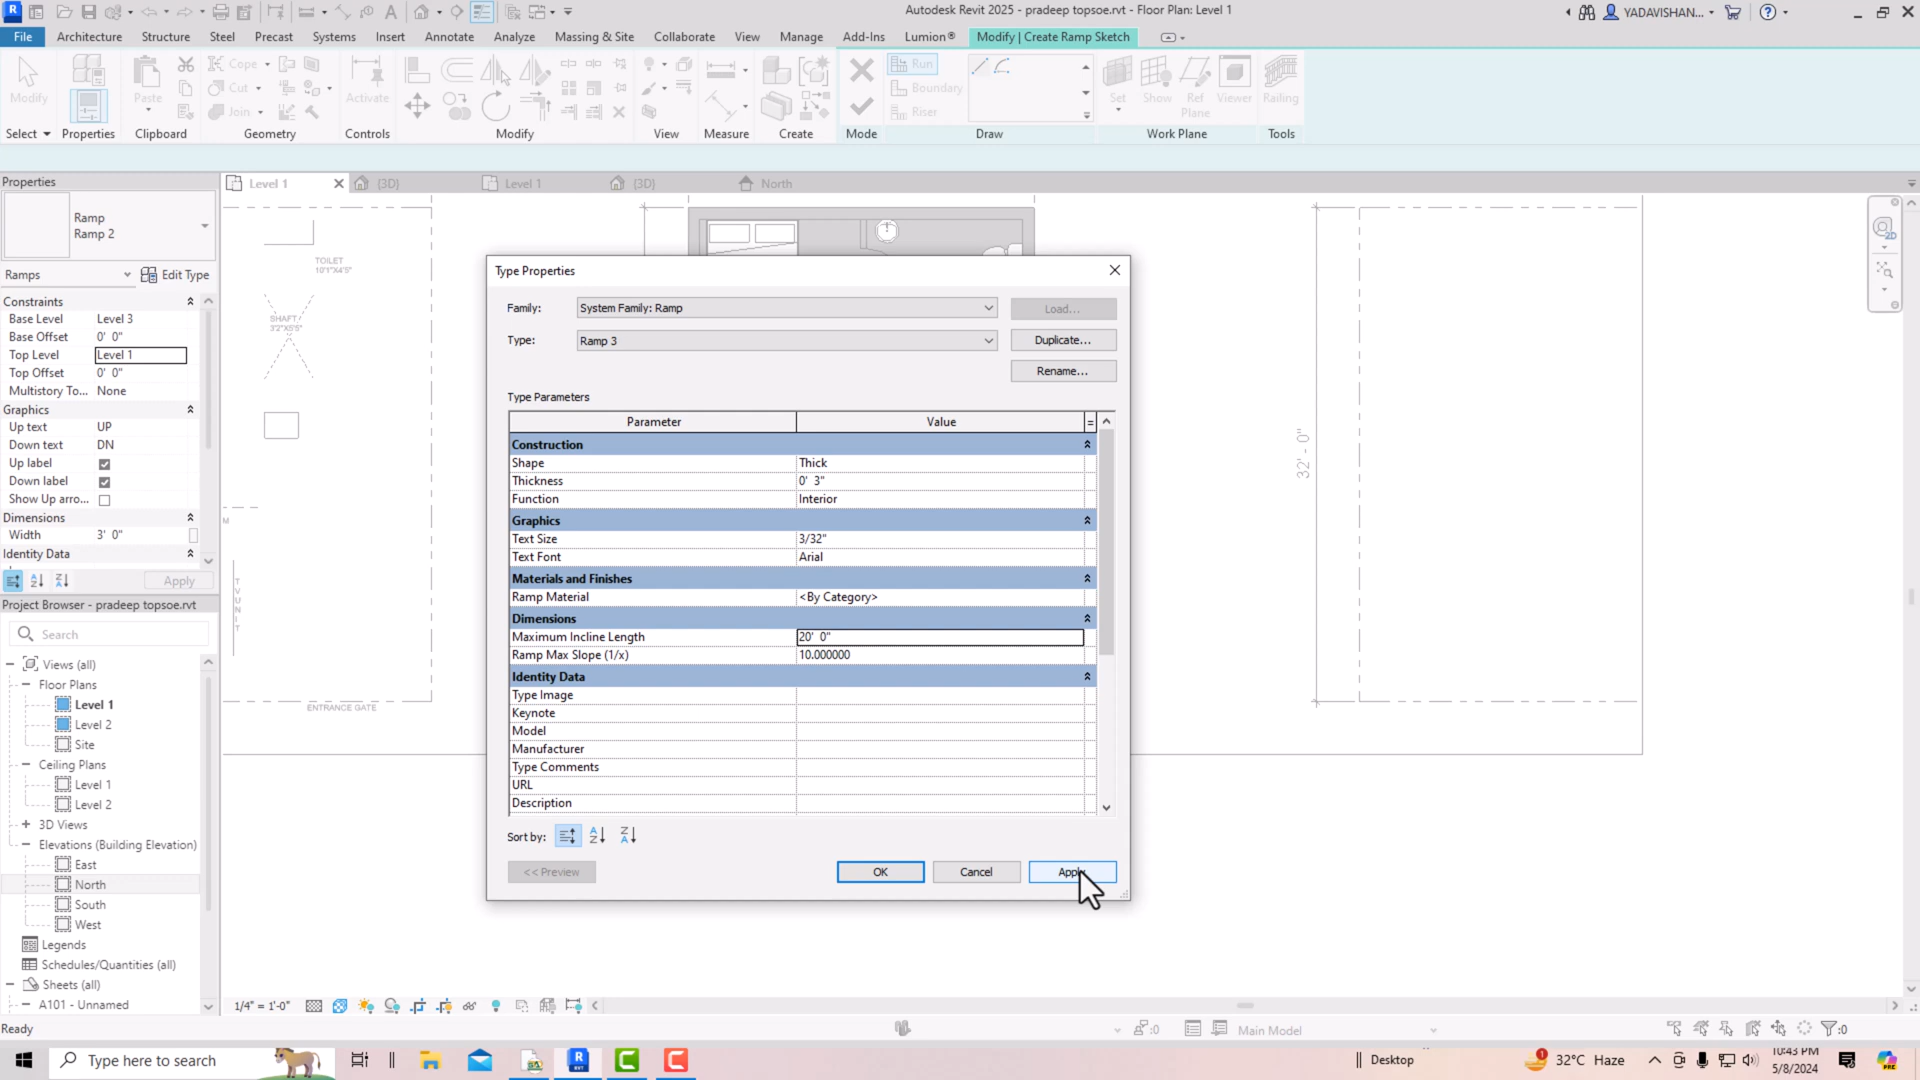 Autodesk Revit 2025 - pradeep topsoe.rvt - Floor Plan: Level 1
YADAVISHAN...
File Architecture Structure Steel Precast Systems Insert Annotate Analyze Massing & Site Collaborate View Manage Add-Ins Lumion® Modify | Create Ramp Sketch
Cope
Run
Cut
Boundary
Modify Paste Activate Set Show Ref Plane Viewer Railing
Join
Riser
Select Properties Clipboard Geometry Controls Modify View Measure Create Mode Draw Work Plane Tools
Properties
Level 1 {3D} Level 1 {3D} North
Ramp
Ramp 2
Ramps Edit Type
Constraints
Base Level Level 3
Base Offset 0' 0"
Top Level Level 1
Top Offset 0' 0"
Multistory To... None
Graphics
Up text UP
Down text DN
Up label
Down label
Show Up arro...
Dimensions
Width 3' 0"
Identity Data
Apply
Project Browser - pradeep topsoe.rvt
Search
Views (all)
Floor Plans
Level 1
Level 2
Site
Ceiling Plans
Level 1
Level 2
3D Views
Elevations (Building Elevation)
East
North
South
West
Legends
Schedules/Quantities (all)
Sheets (all)
A101 - Unnamed
TOILET
10'1"X4'5"
SHAFT
3'2"X5'5"
M
TVUNIT
ENTRANCE GATE
32' - 0"
Type Properties
Family: System Family: Ramp Load...
Type: Ramp 3 Duplicate...
Rename...
Type Parameters
Parameter Value =
Construction
Shape Thick
Thickness 0' 3"
Function Interior
Graphics
Text Size 3/32"
Text Font Arial
Materials and Finishes
Ramp Material <By Category>
Dimensions
Maximum Incline Length 20' 0"
Ramp Max Slope (1/x) 10.000000
Identity Data
Type Image
Keynote
Model
Manufacturer
Type Comments
URL
Description
Sort by:
<< Preview OK Cancel Apply
1/4" = 1'-0"
Ready :0 Main Model :0
Type here to search Desktop 32°C Haze 10:43 PM
5/8/2024